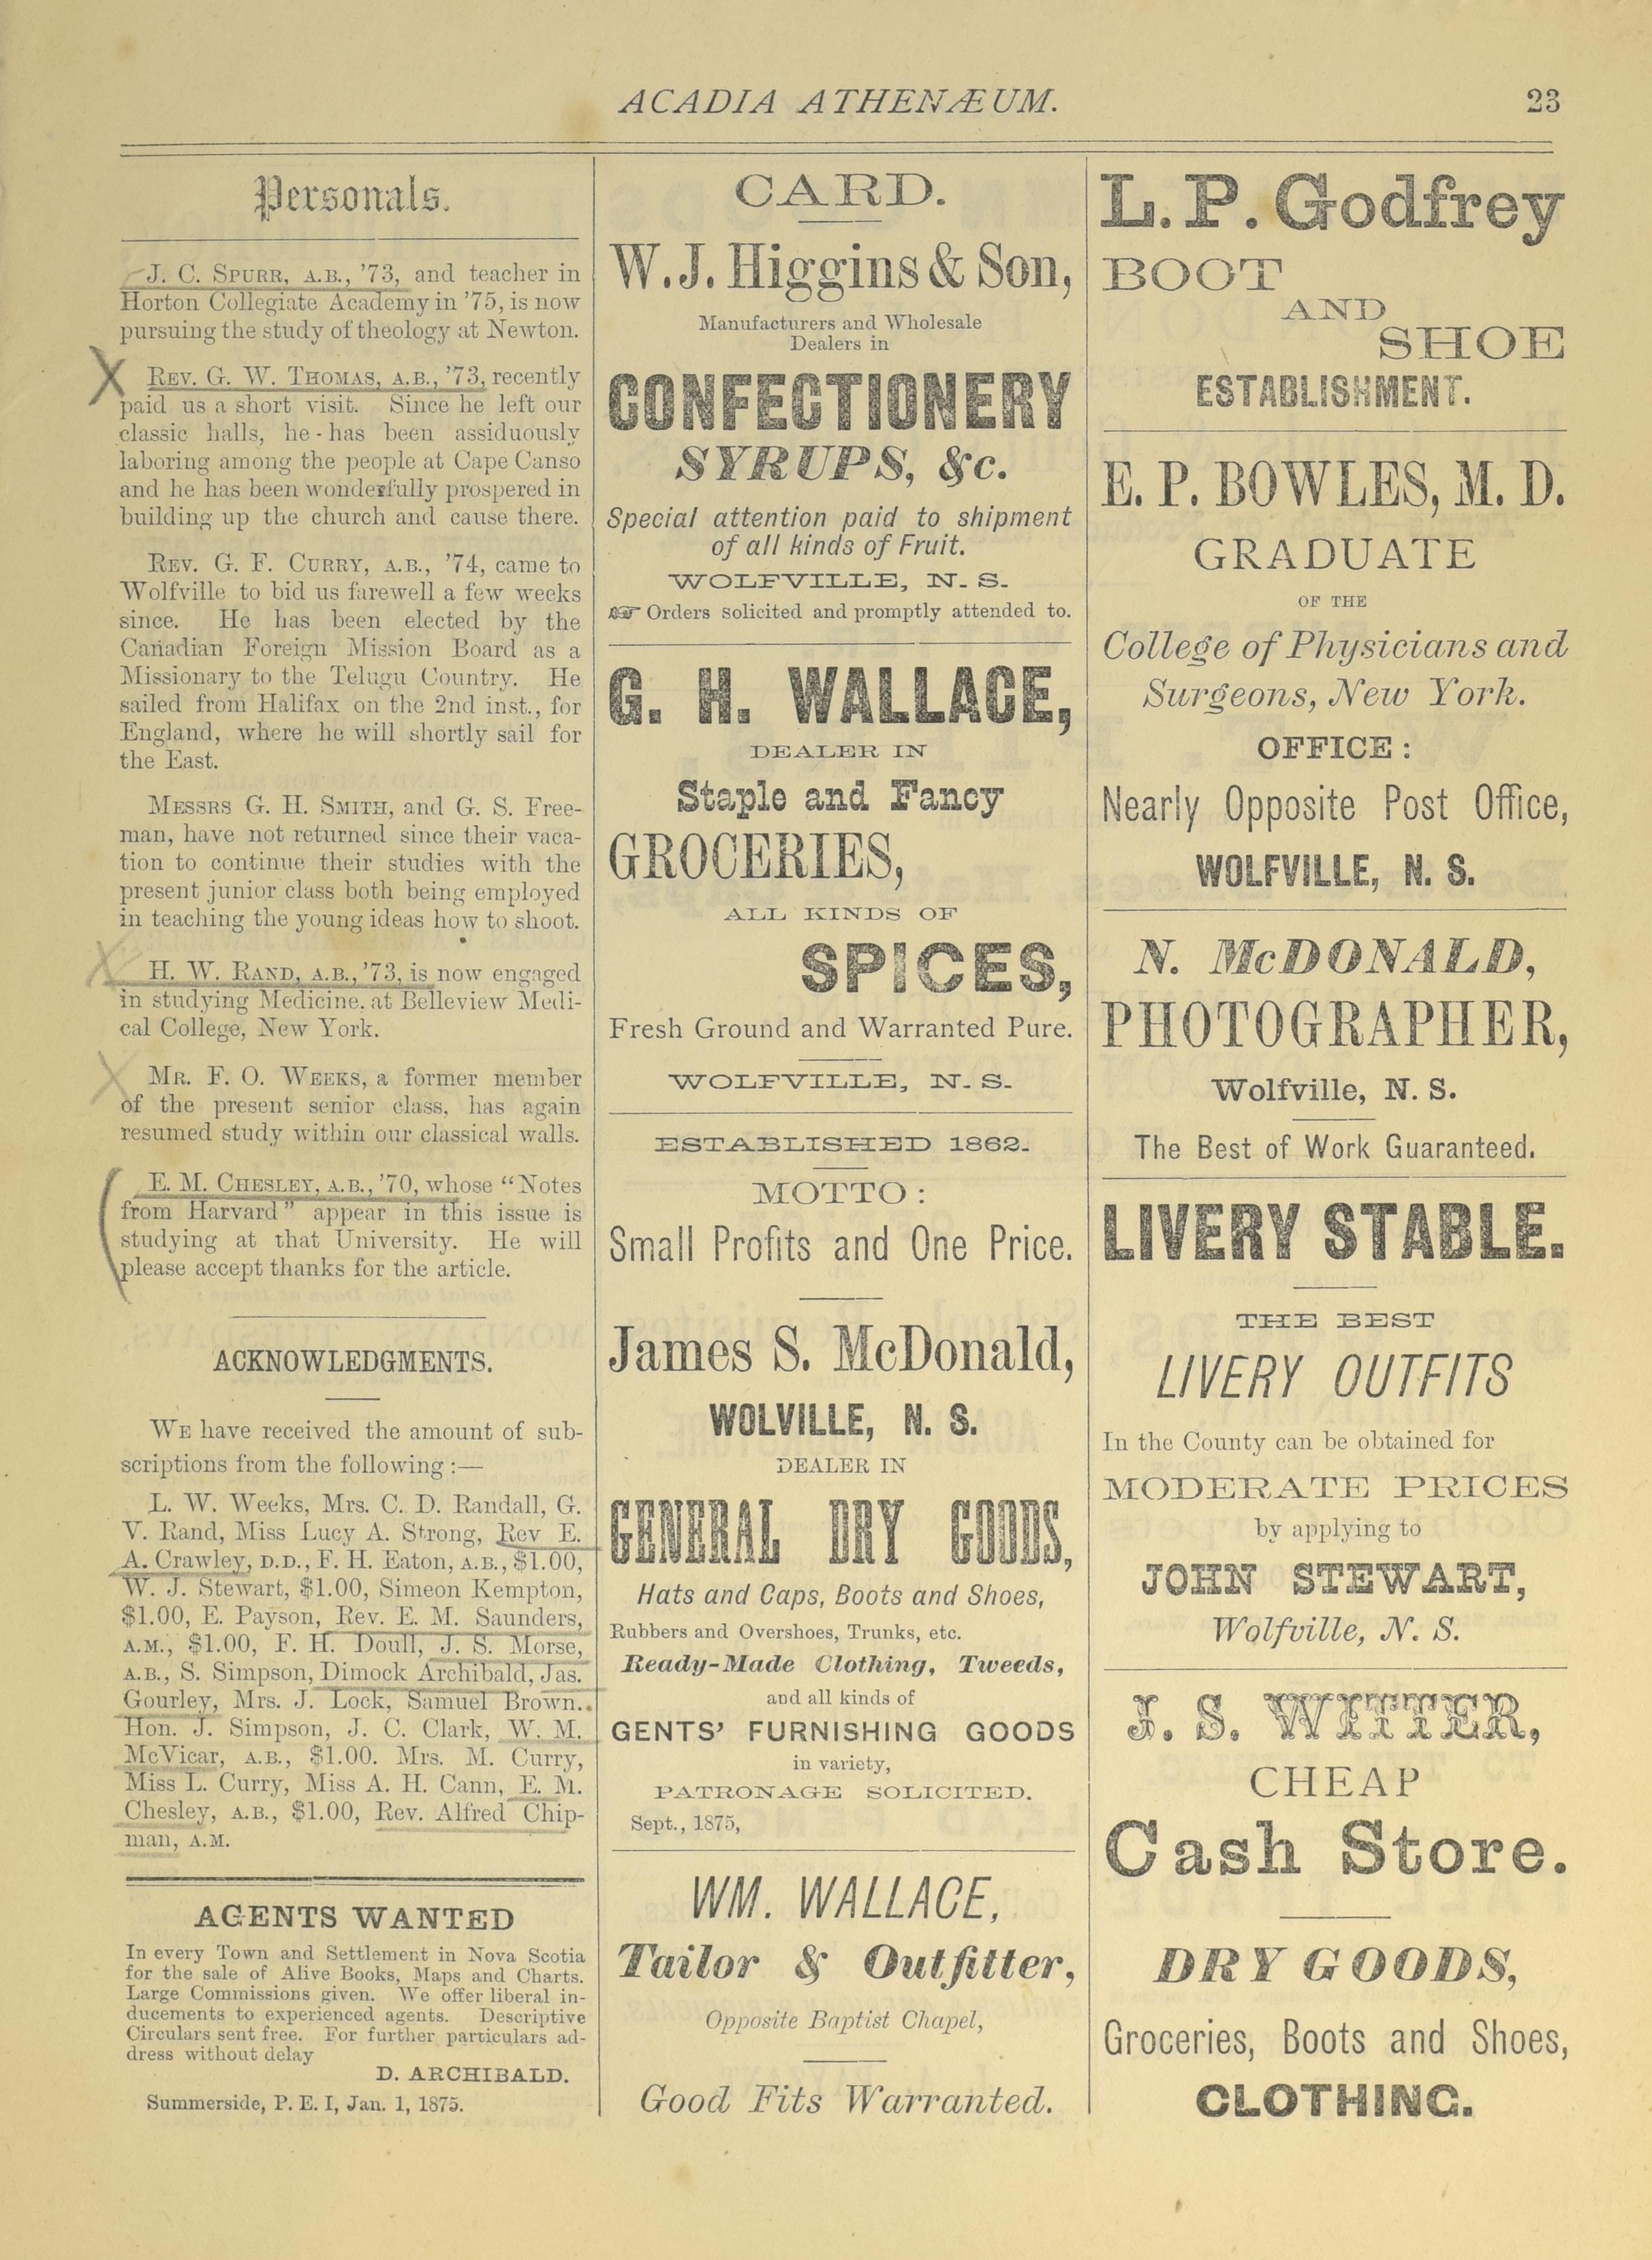 ACADIA ATHENÆUM.
23
Personals.
J. C. SPURR, A.B., '73, and teacher in
Horton Collegiate Academy in '75, is now
pursuing the study of theology at Newton.
REV. G. W. THOMAS, A.B., '73, recently
paid us a short visit. Since he left our
classic halls, he - has been assiduously
laboring among the people at Cape Canso
and he has been wonderfully prospered in
building up the church and cause there.
REV. G. F. CURRY, A.B., '74, came to
Wolfville to bid us farewell a few weeks
since. He has been elected by the
Canadian Foreign Mission Board as a
Missionary to the Telugu Country. He
sailed from Halifax on the 2nd inst., for
England, where he will shortly sail for
the East.
MESSRS G. H. SMITH, and G. S. Free-
man, have not returned since their vaca-
tion to continue their studies with the
present junior class both being employed
in teaching the young ideas how to shoot.
H. W. RAND, A.B., '73, is now engaged
in studying Medicine, at Belleview Medi-
cal College, New York.
MR. F. O. WEEKS, a former member
of the present senior class, has again
resumed study within our classical walls.
E. M. CHESLEY, A.B., '70, whose "Notes
from Harvard" appear in this issue is
studying at that University. He will
please accept thanks for the article.
ACKNOWLEDGMENTS.
WE have received the amount of sub-
scriptions from the following :—
L. W. Weeks, Mrs. C. D. Randall, G.
V. Rand, Miss Lucy A. Strong, Rev E.
A. Crawley, D.D., F. H. Eaton, A.B., $1.00,
W. J. Stewart, $1.00, Simeon Kempton,
$1.00, E. Payson, Rev. E. M. Saunders,
A.M., $1.00, F. H. Doull, J. S. Morse,
A.B., S. Simpson, Dimock Archibald, Jas.
Gourley, Mrs. J. Lock, Samuel Brown..
Hon. J. Simpson, J. C. Clark, W. M.
McVicar, A.B., $1.00. Mrs. M. Curry,
Miss L. Curry, Miss A. H. Cann, E. M.
Chesley, A.B., $1.00, Rev. Alfred Chip-
man, A.M.
AGENTS WANTED
In every Town and Settlement in Nova Scotia
for the sale of Alive Books, Maps and Charts.
Large Commissions given. We offer liberal in-
ducements to experienced agents. Descriptive
Circulars sent free. For further particulars ad-
dress without delay
D. ARCHIBALD.
Summerside, P. E. I, Jan. 1, 1875.
CARD.
W. J. Higgins & Son,
Manufacturers and Wholesale
Dealers in
CONFECTIONERY
SYRUPS, &c.
Special attention paid to shipment
of all kinds of Fruit.
WOLFVILLE, N. S.
☞ Orders solicited and promptly attended to.
G. H. WALLACE,
DEALER IN
Staple and Fancy
GROCERIES,
ALL KINDS OF
SPICES,
Fresh Ground and Warranted Pure.
WOLFVILLE, N. S.
ESTABLISHED 1862.
MOTTO :
Small Profits and One Price.
James S. McDonald,
WOLVILLE, N. S.
DEALER IN
GENERAL DRY GOODS,
Hats and Caps, Boots and Shoes,
Rubbers and Overshoes, Trunks, etc.
Ready-Made Clothing, Tweeds,
and all kinds of
GENTS' FURNISHING GOODS
in variety,
PATRONAGE SOLICITED.
Sept., 1875,
WM. WALLACE,
Tailor & Outfitter,
Opposite Baptist Chapel,
Good Fits Warranted.
L. P. Godfrey
BOOT
AND
SHOE
ESTABLISHMENT.
E. P. BOWLES, M. D.
GRADUATE
OF THE
College of Physicians and
Surgeons, New York.
OFFICE :
Nearly Opposite Post Office,
WOLFVILLE, N. S.
N. McDONALD,
PHOTOGRAPHER,
Wolfville, N. S.
The Best of Work Guaranteed.
LIVERY STABLE.
THE BEST
LIVERY OUTFITS
In the County can be obtained for
MODERATE PRICES
by applying to
JOHN STEWART,
Wolfville, N. S.
J. S. WITTER,
CHEAP
Cash Store.
DRY GOODS,
Groceries, Boots and Shoes,
CLOTHING.